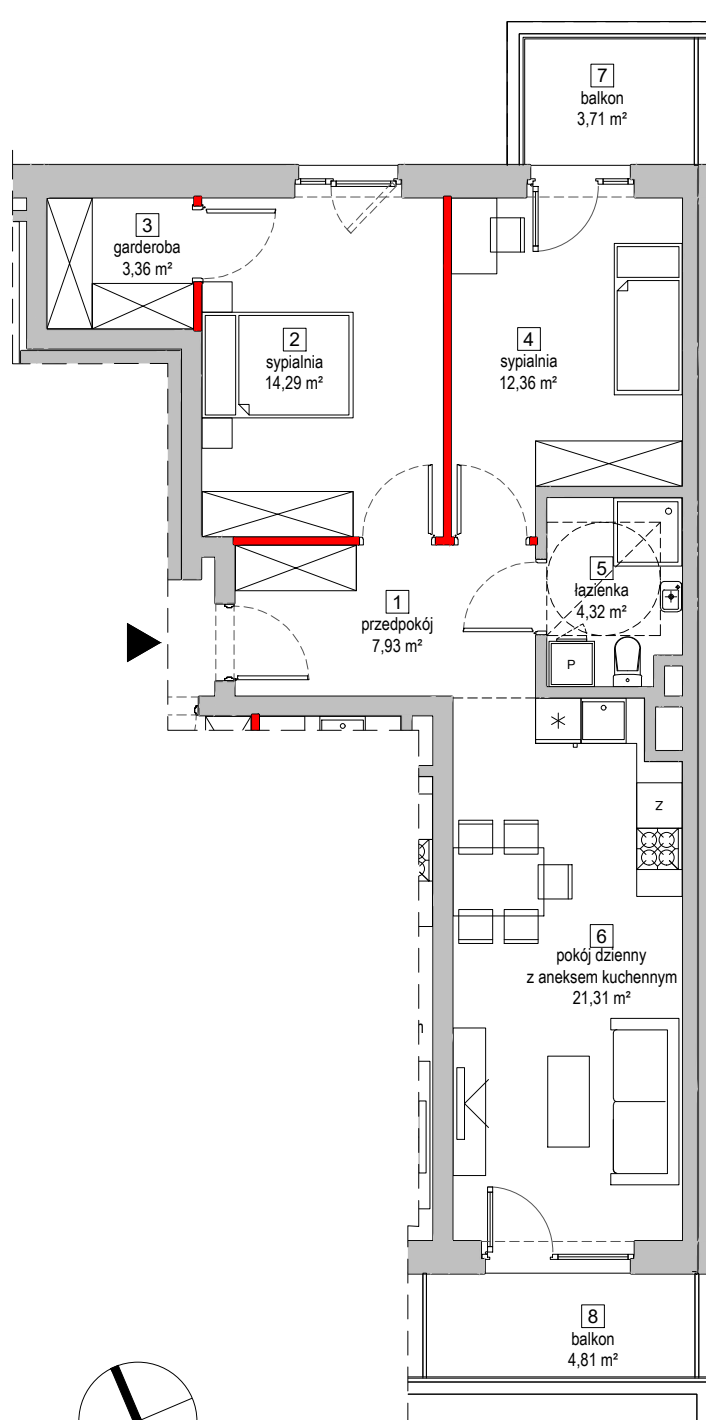 7
balkon
3,71 m²
3
garderoba
3,36 m²
2
sypialnia
14,29 m²
4
sypialnia
12,36 m²
5
łazienka
4,32 m²
1
przedpokój
7,93 m²
P
Z
6
pokój dzienny
z aneksem kuchennym
21,31 m²
8
balkon
4,81 m²